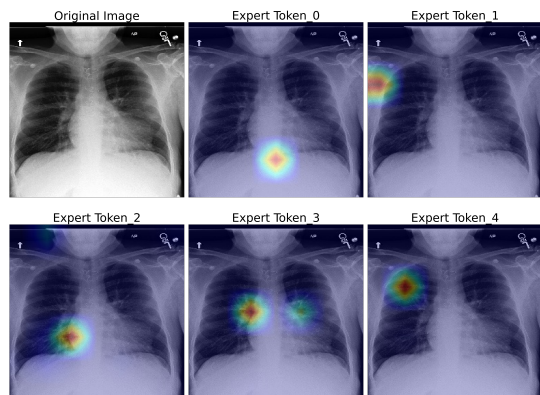 Original Image
Expert Token_0
Expert Token_1
Expert Token_2
Expert Token_3
Expert Token_4